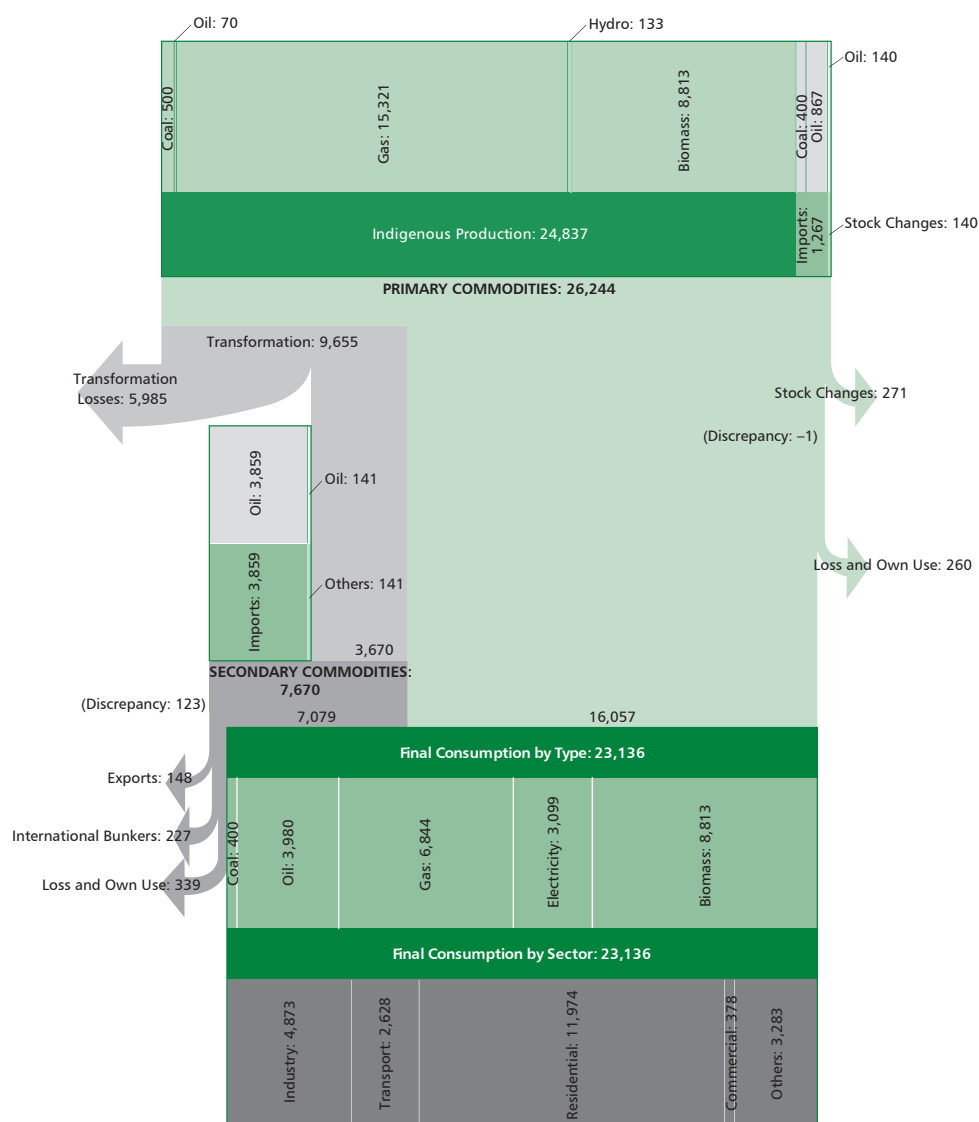 Oil: 70
Hydro: 133
Oil: 140
Coal: 500
Gas: 15,321
Biomass: 8,813
Coal: 400
Oil: 867
Indigenous Production: 24,837
Imports:
1,267
Stock Changes: 140
PRIMARY COMMODITIES: 26,244
Transformation: 9,655
Transformation
Losses: 5,985
Stock Changes: 271
(Discrepancy: –1)
Oil: 3,859
Oil: 141
Loss and Own Use: 260
Imports: 3,859
Others: 141
3,670
SECONDARY COMMODITIES:
7,670
(Discrepancy: 123)
7,079
16,057
Final Consumption by Type: 23,136
Exports: 148
International Bunkers: 227
Loss and Own Use: 339
Coal: 400
Oil: 3,980
Gas: 6,844
Electricity: 3,099
Biomass: 8,813
Final Consumption by Sector: 23,136
Industry: 4,873
Transport: 2,628
Residential: 11,974
Commercial: 378
Others: 3,283